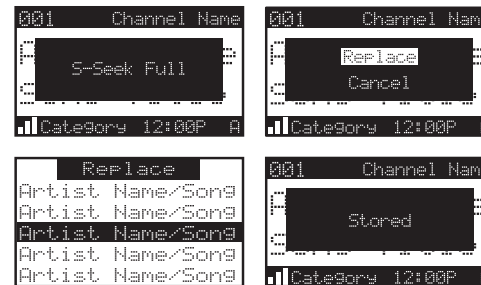 001 Channel Name
S-Seek Full
Category 12:00P A
001 Channel Nam
Replace
Cancel
Category 12:00P
Replace
Artist Name/Song
Artist Name/Song
Artist Name/Song
Artist Name/Song
Artist Name/Song
001 Channel Nam
Stored
Category 12:00P